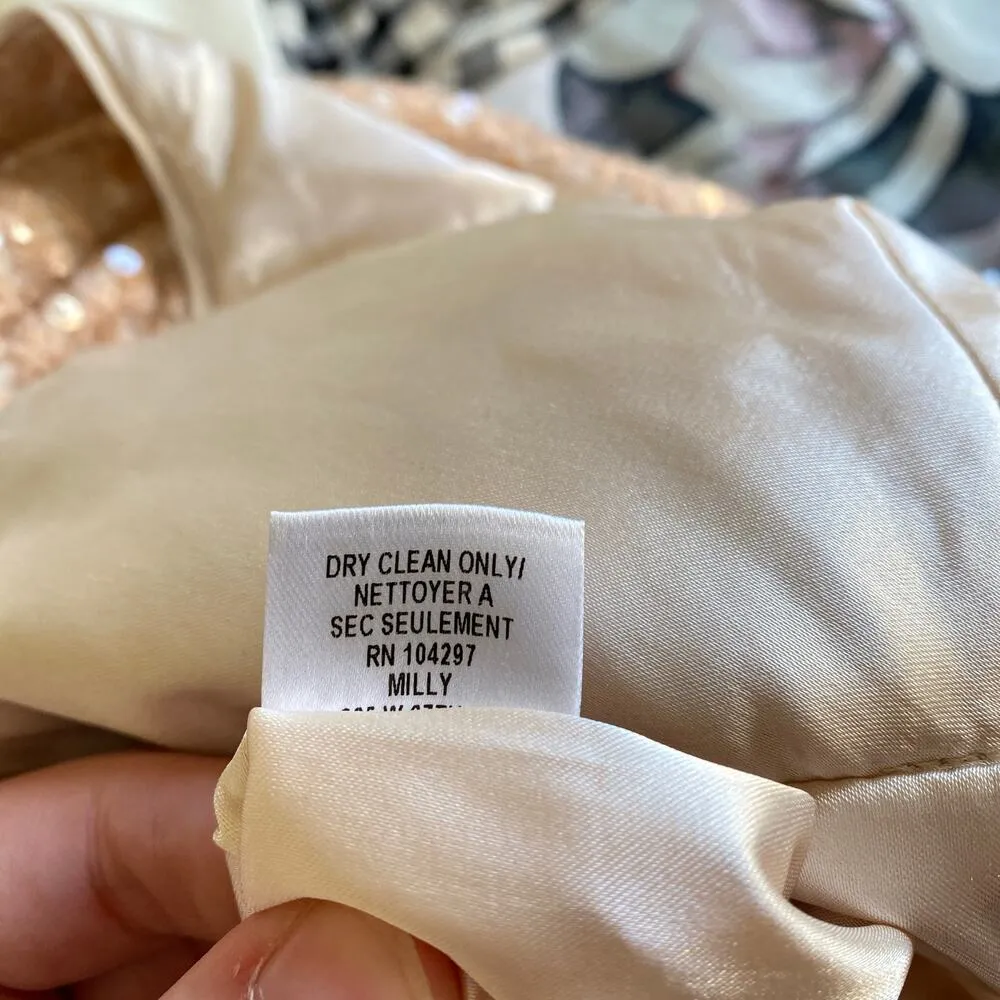 DRY CLEAN ONLY/
NETTOYER A
SEC SEULEMENT
RN 104297
MILLY